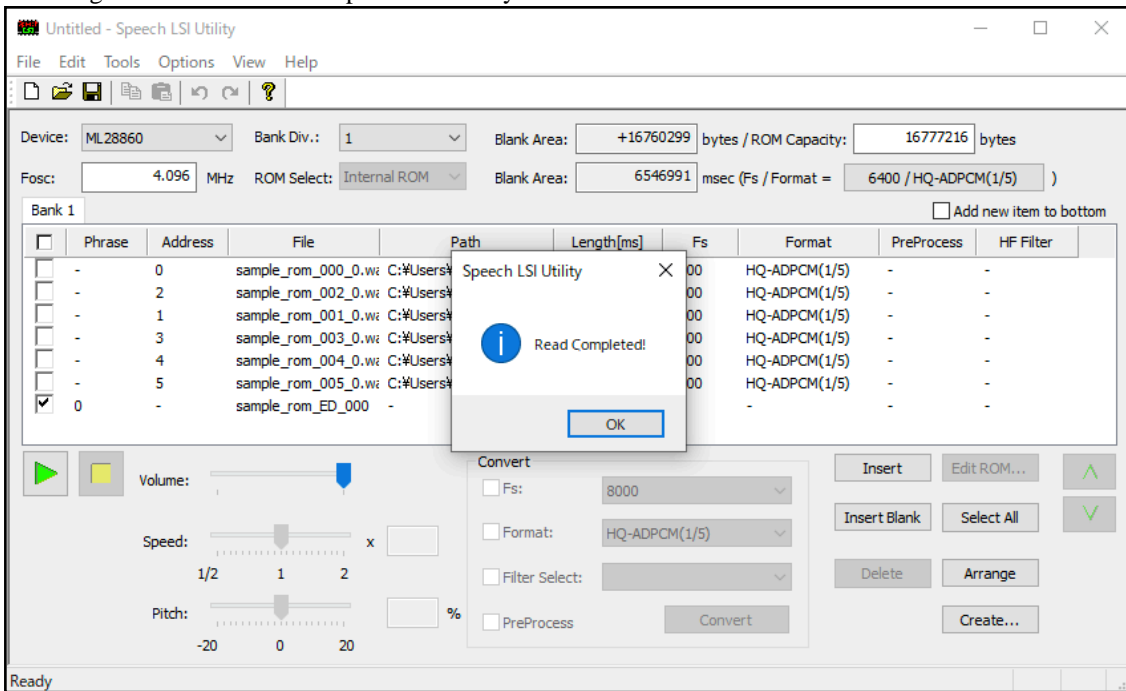 Untitled - Speech LSI Utility
File Edit Tools Options View Help
Device: ML28860 Bank Div.: 1 Blank Area: +16760299 bytes / ROM Capacity: 16777216 bytes
Fosc: 4.096 MHz ROM Select: Internal ROM Blank Area: 6546991 msec (Fs / Format = 6400 / HQ-ADPCM(1/5) )
Bank 1 Add new item to bottom
Phrase Address File Path Length[ms] Fs Format PreProcess HF Filter
- 0 sample_rom_000_0.wa C:¥Users¥ 00 HQ-ADPCM(1/5) - -
- 2 sample_rom_002_0.wa C:¥Users¥ 00 HQ-ADPCM(1/5) - -
- 1 sample_rom_001_0.wa C:¥Users¥ 00 HQ-ADPCM(1/5) - -
- 3 sample_rom_003_0.wa C:¥Users¥ 00 HQ-ADPCM(1/5) - -
- 4 sample_rom_004_0.wa C:¥Users¥ 00 HQ-ADPCM(1/5) - -
- 5 sample_rom_005_0.wa C:¥Users¥ 00 HQ-ADPCM(1/5) - -
0 - sample_rom_ED_000 - - - -
Speech LSI Utility
Read Completed!
OK
Volume:
Speed: x
1/2 1 2
Pitch: %
-20 0 20
Convert
Fs: 8000
Format: HQ-ADPCM(1/5)
Filter Select:
PreProcess Convert
Insert Edit ROM...
Insert Blank Select All
Delete Arrange
Create...
Ready